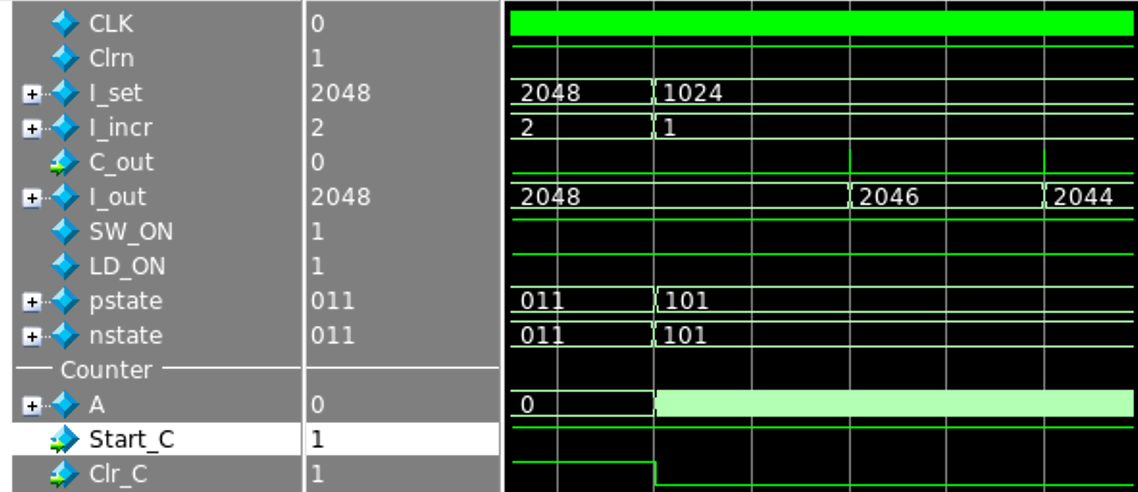 CLK 0
Clrn 1
I_set 2048 2048 1024
I_incr 2 2 1
C_out 0
I_out 2048 2048 2046 2044
SW_ON 1
LD_ON 1
pstate 011 011 101
nstate 011 011 101
Counter
A 0 0
Start_C 1
Clr_C 1